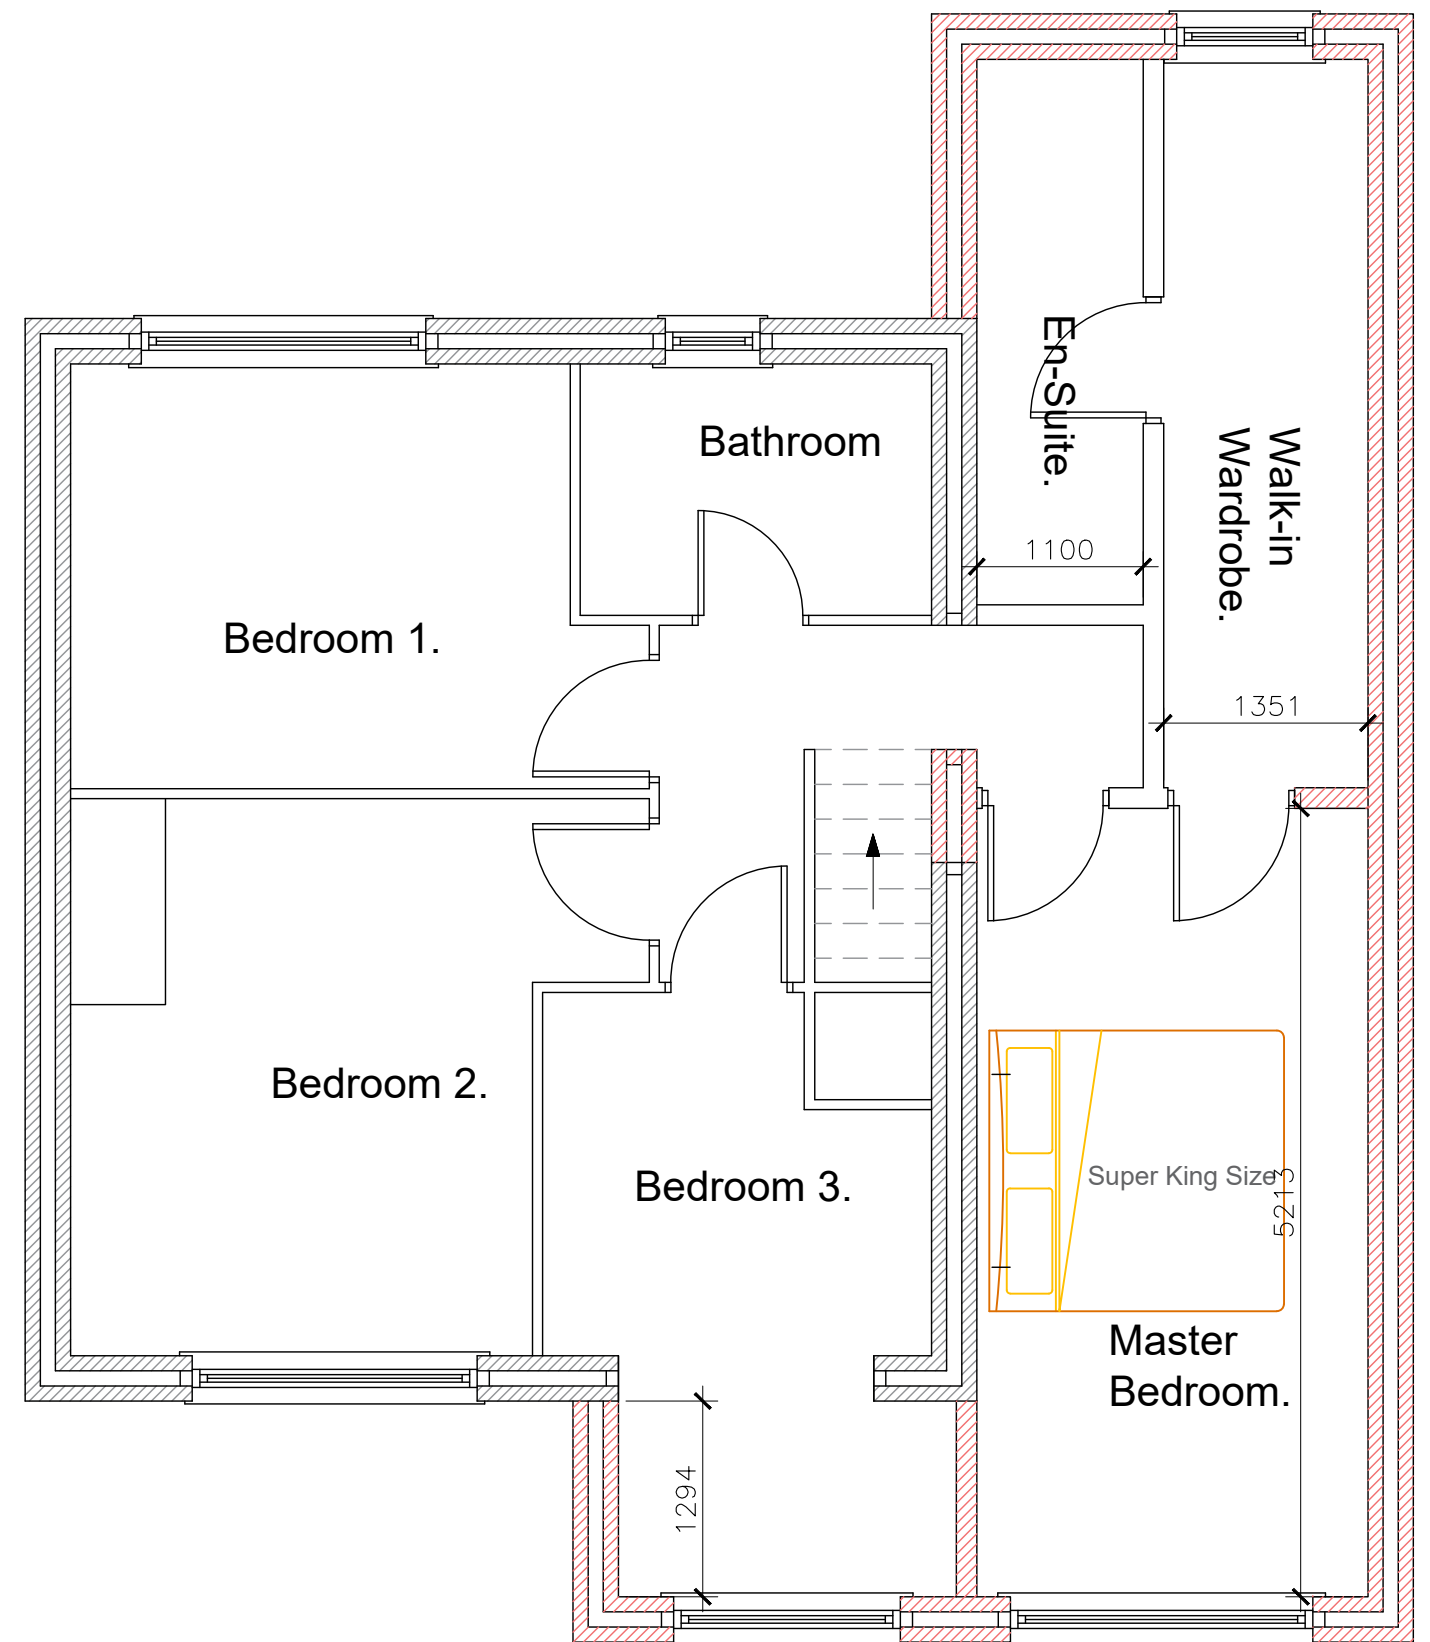 En-Suite.
Walk-in
Wardrobe.
Bathroom
1100
Bedroom 1.
1351
Bedroom 2.
Bedroom 3.
Super King Size
5213
Master
Bedroom.
1294